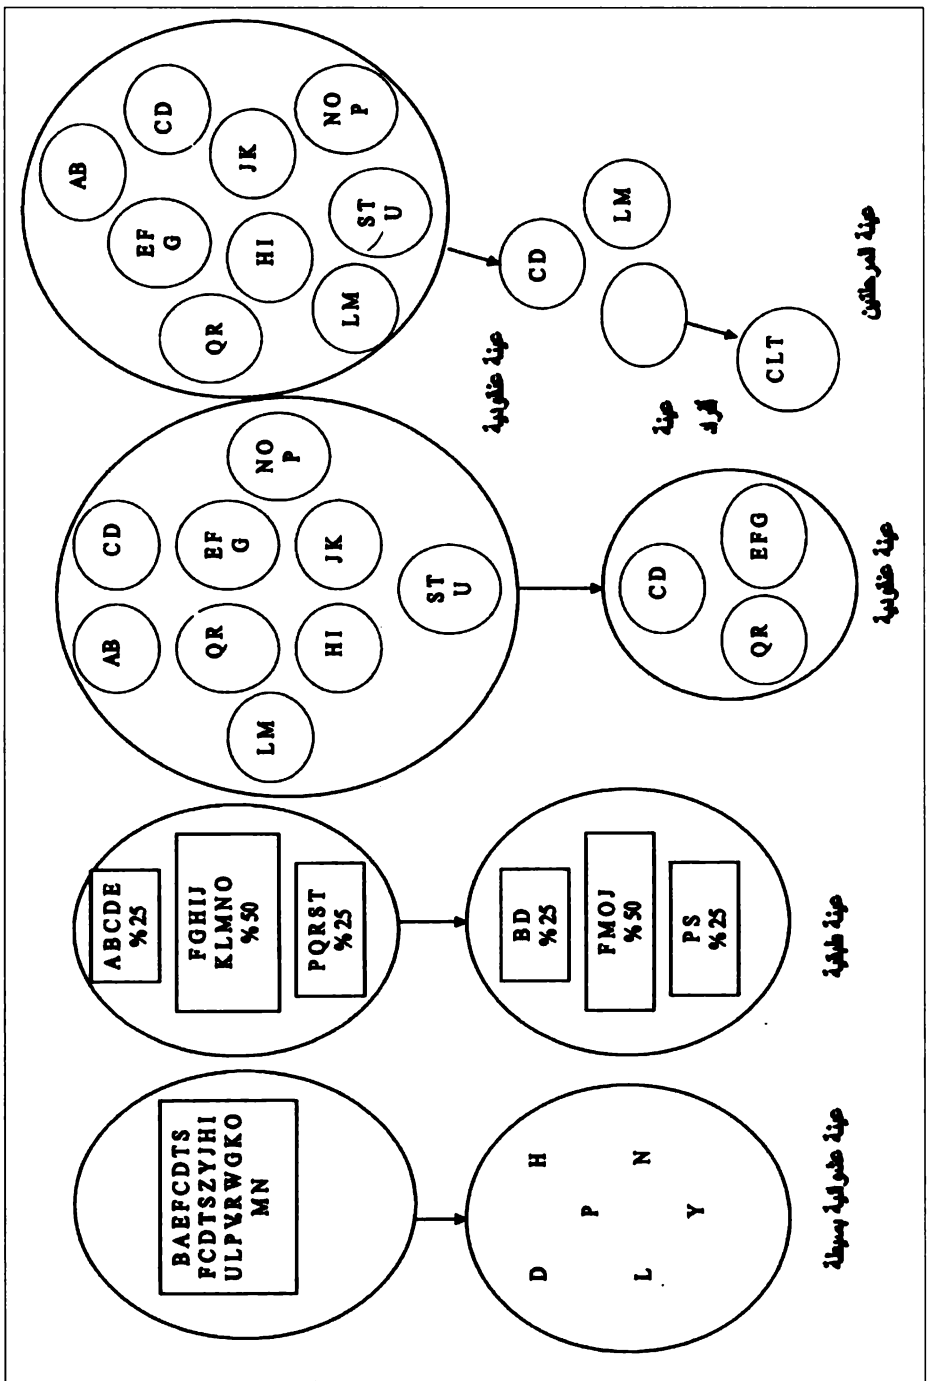 BAEFCDTS
FCDTSZYJHI
ULPVRWGKO
MN
D
H
P
L
N
Y
عينة عشوائية بسيطة
ABCDE
%25
FGHIJ
KLMNO
%50
PQRST
%25
BD
%25
FMOJ
%50
PS
%25
عينة طبقية
AB
CD
LM
QR
EF
G
NO
P
HI
JK
ST
U
CD
QR
EFG
عينة عنقودية
AB
CD
QR
EF
G
JK
NO
P
HI
LM
ST
U
عينة عنقودية
CD
LM
عينة
أفراد
CLT
عينة المرحلتين